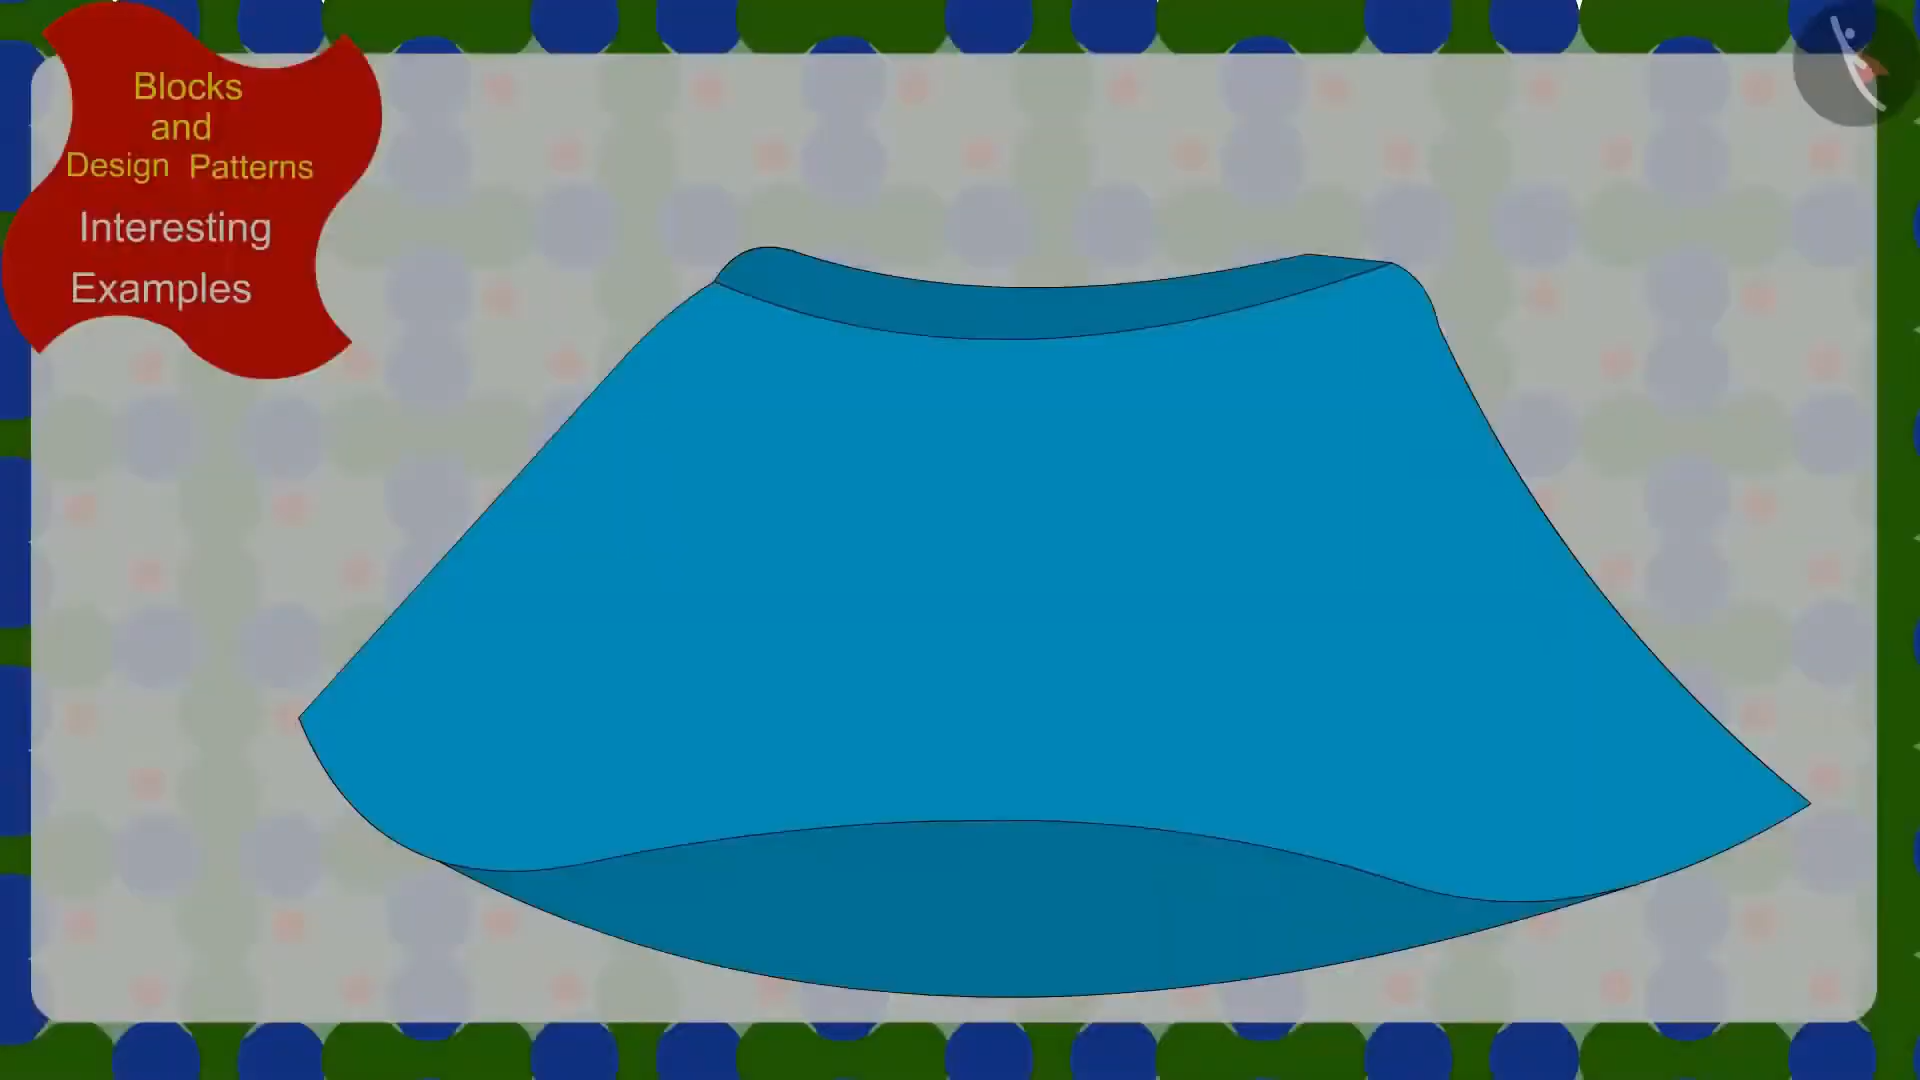 Blocks
and
Design Patterns
Interesting
Examples